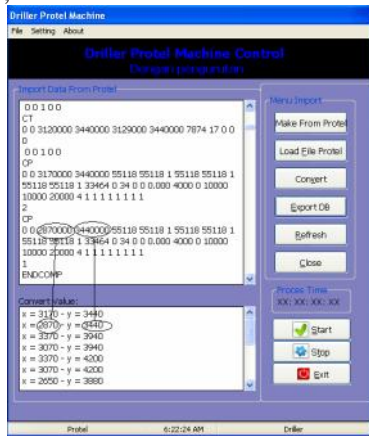 Driller Protel Machine
File Setting About
Driller Protel Machine Control
Dengan pengurutan
Import Data From Protel
0 0 1 0 0
CT
0 0 3120000 3440000 3129000 3440000 7874 17 0 0
0
0 0 1 0 0
CP
0 0 3170000 3440000 55118 55118 1 55118 55118 1
55118 55118 1 33464 0 34 0 0 0.000 4000 0 10000
10000 20000 4 1 1 1 1 1 1 1 1
2
CP
0 0 2870000 3440000 55118 55118 1 55118 55118 1
55118 55118 1 33464 0 34 0 0 0.000 4000 0 10000
10000 20000 4 1 1 1 1 1 1 1 1
1
ENDCOMP
Convert Value:
x = 3170 - y = 3440
x = 2870 - y = 3440
x = 3370 - y = 3940
x = 3070 - y = 3940
x = 3370 - y = 4200
x = 3070 - y = 4200
x = 2650 - y = 3880
Menu Import
Make From Protel
Load File Protel
Convert
Export DB
Refresh
Close
Proces Time
XX: XX: XX: XX
Start
Stop
Exit
Protel 6:22:24 AM Driller